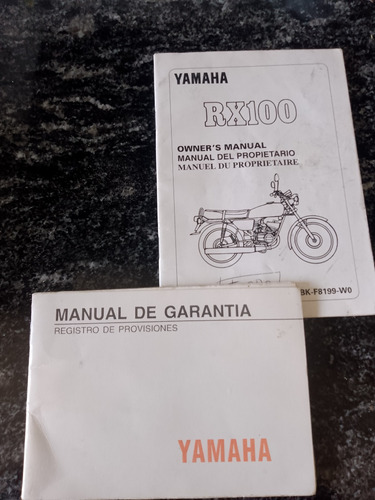 YAMAHA
RX100
OWNER'S MANUAL
MANUAL DEL PROPIETARIO
MANUEL DU PROPRIETAIRE
BK-F8199-W0
MANUAL DE GARANTIA
REGISTRO DE PROVISIONES
YAMAHA